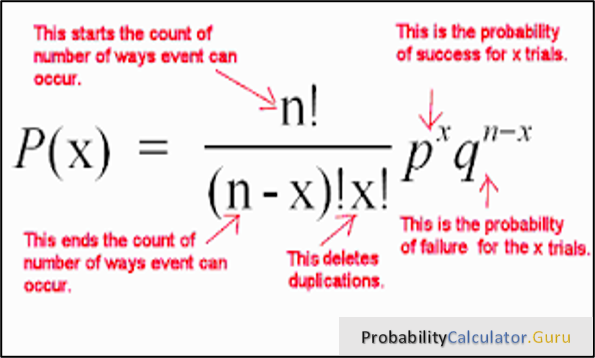 This starts the count of
number of ways event can
occur.
This is the probability
of success for x trials.
P(x) = n! / (n - x)!x! p^x q^n-x
This ends the count of
number of ways event can
occur.
This deletes
duplications.
This is the probability
of failure for the x trials.
ProbabilityCalculator.Guru